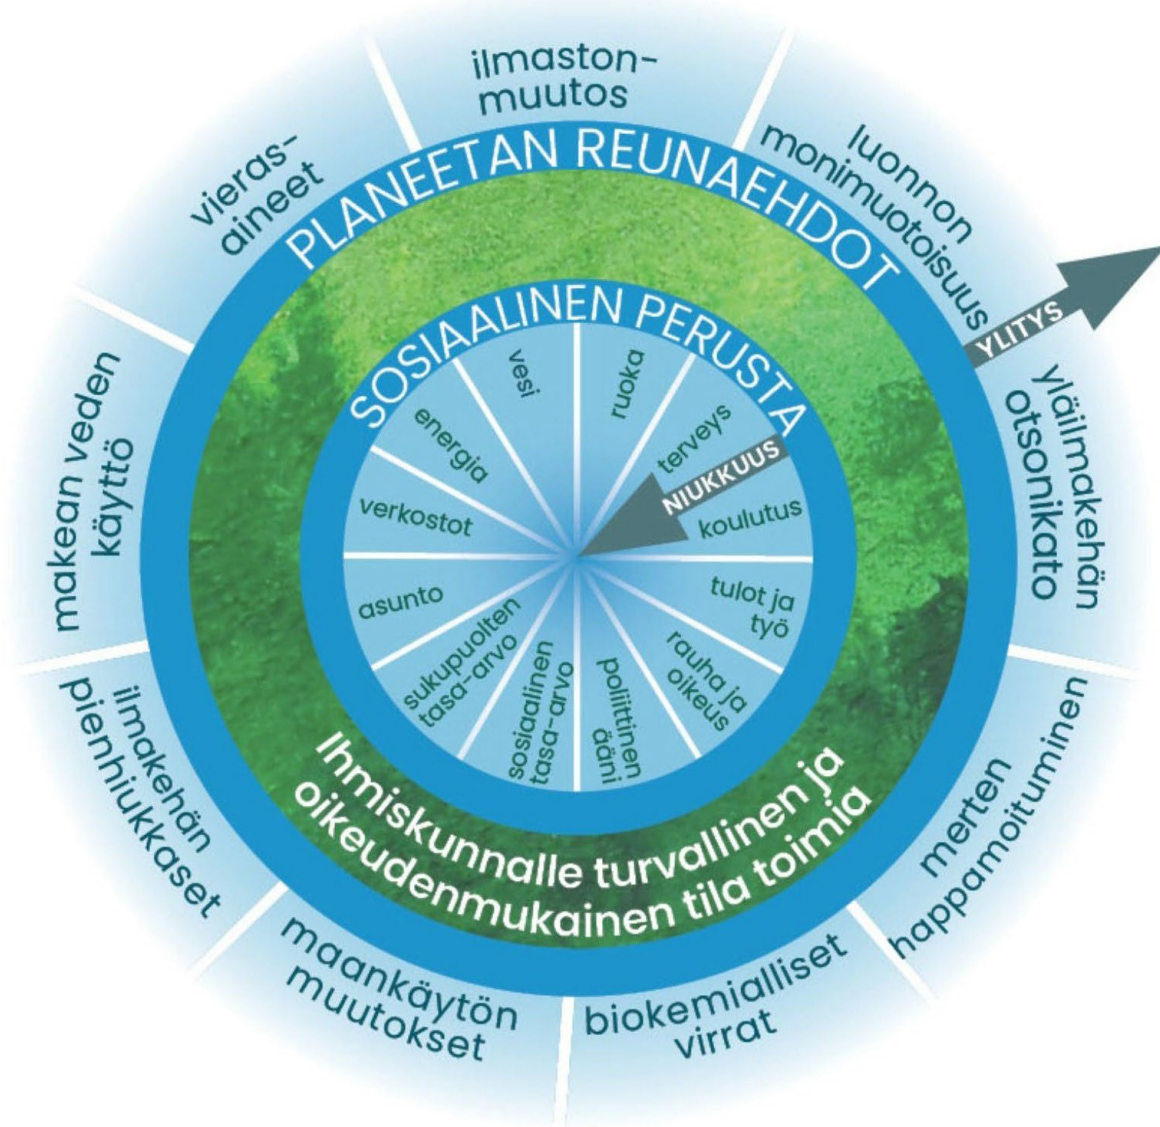 ilmaston-
muutos
luonnon
monimuotoisuus
YLITYS
yläilmakehän
otsonikato
merten
happamoituminen
biokemialliset
virrat
maankäytön
muutokset
ilmakehän
pienhiukkaset
makean veden
käyttö
vieras-
aineet
PLANEETAN REUNAEHDOT
SOSIAALINEN PERUSTA
vesi
ruoka
terveys
NIUKKUUS
koulutus
tulot ja
työ
rauha ja
oikeus
poliittinen
ääni
sosiaalinen
tasa-arvo
sukupuolten
tasa-arvo
asunto
verkostot
energia
Ihmiskunnalle turvallinen ja
oikeudenmukainen tila toimia